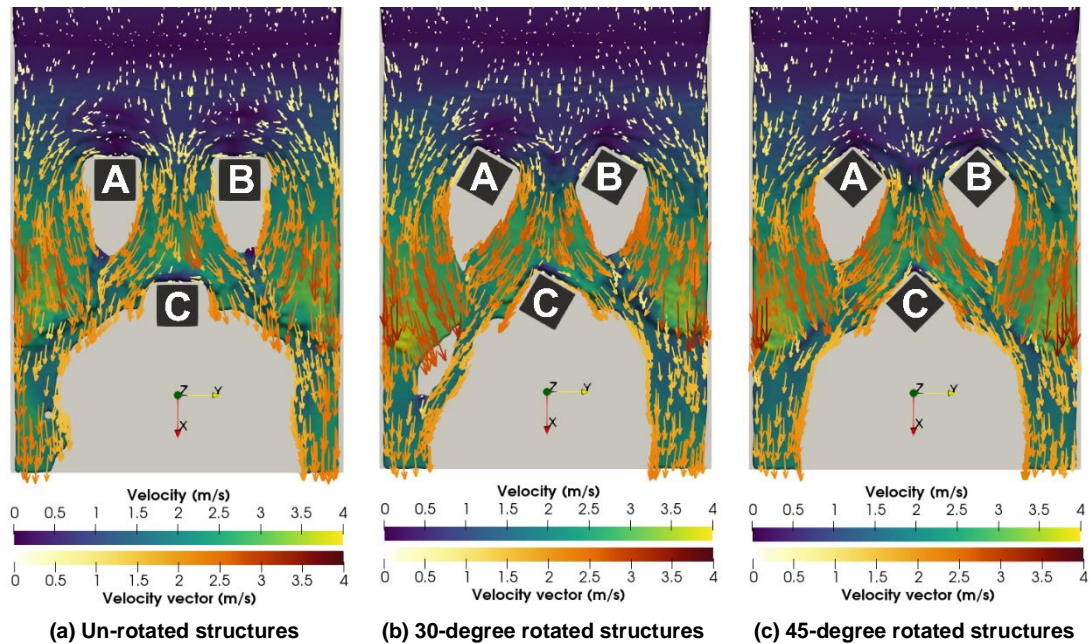 A
B
C
Z
Y
X
Velocity (m/s)
0 0.5 1 1.5 2 2.5 3 3.5 4
0 0.5 1 1.5 2 2.5 3 3.5 4
Velocity vector (m/s)
(a) Un-rotated structures
A
B
C
Z
Y
X
Velocity (m/s)
0 0.5 1 1.5 2 2.5 3 3.5 4
0 0.5 1 1.5 2 2.5 3 3.5 4
Velocity vector (m/s)
(b) 30-degree rotated structures
A
B
C
Z
Y
X
Velocity (m/s)
0 0.5 1 1.5 2 2.5 3 3.5 4
0 0.5 1 1.5 2 2.5 3 3.5 4
Velocity vector (m/s)
(c) 45-degree rotated structures